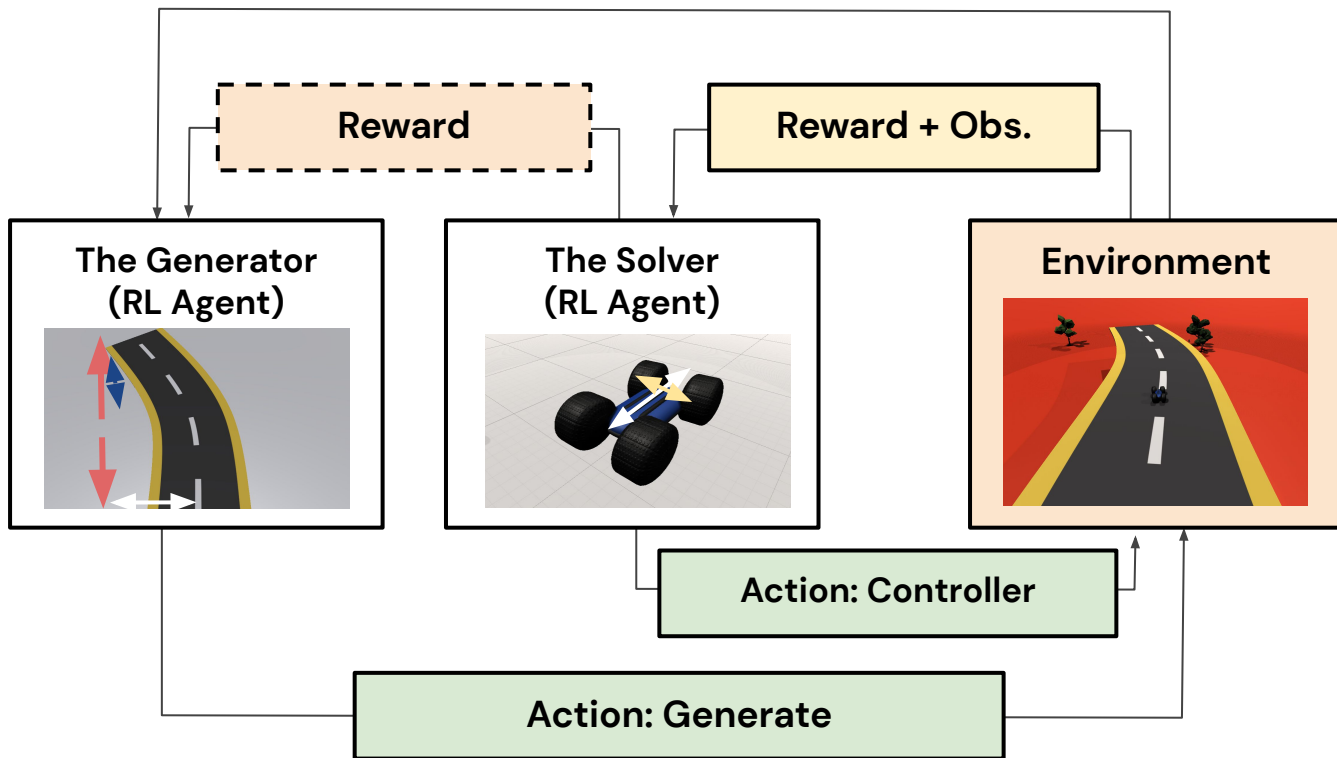 Reward
Reward + Obs.
The Generator
(RL Agent)
The Solver
(RL Agent)
Environment
Action: Controller
Action: Generate